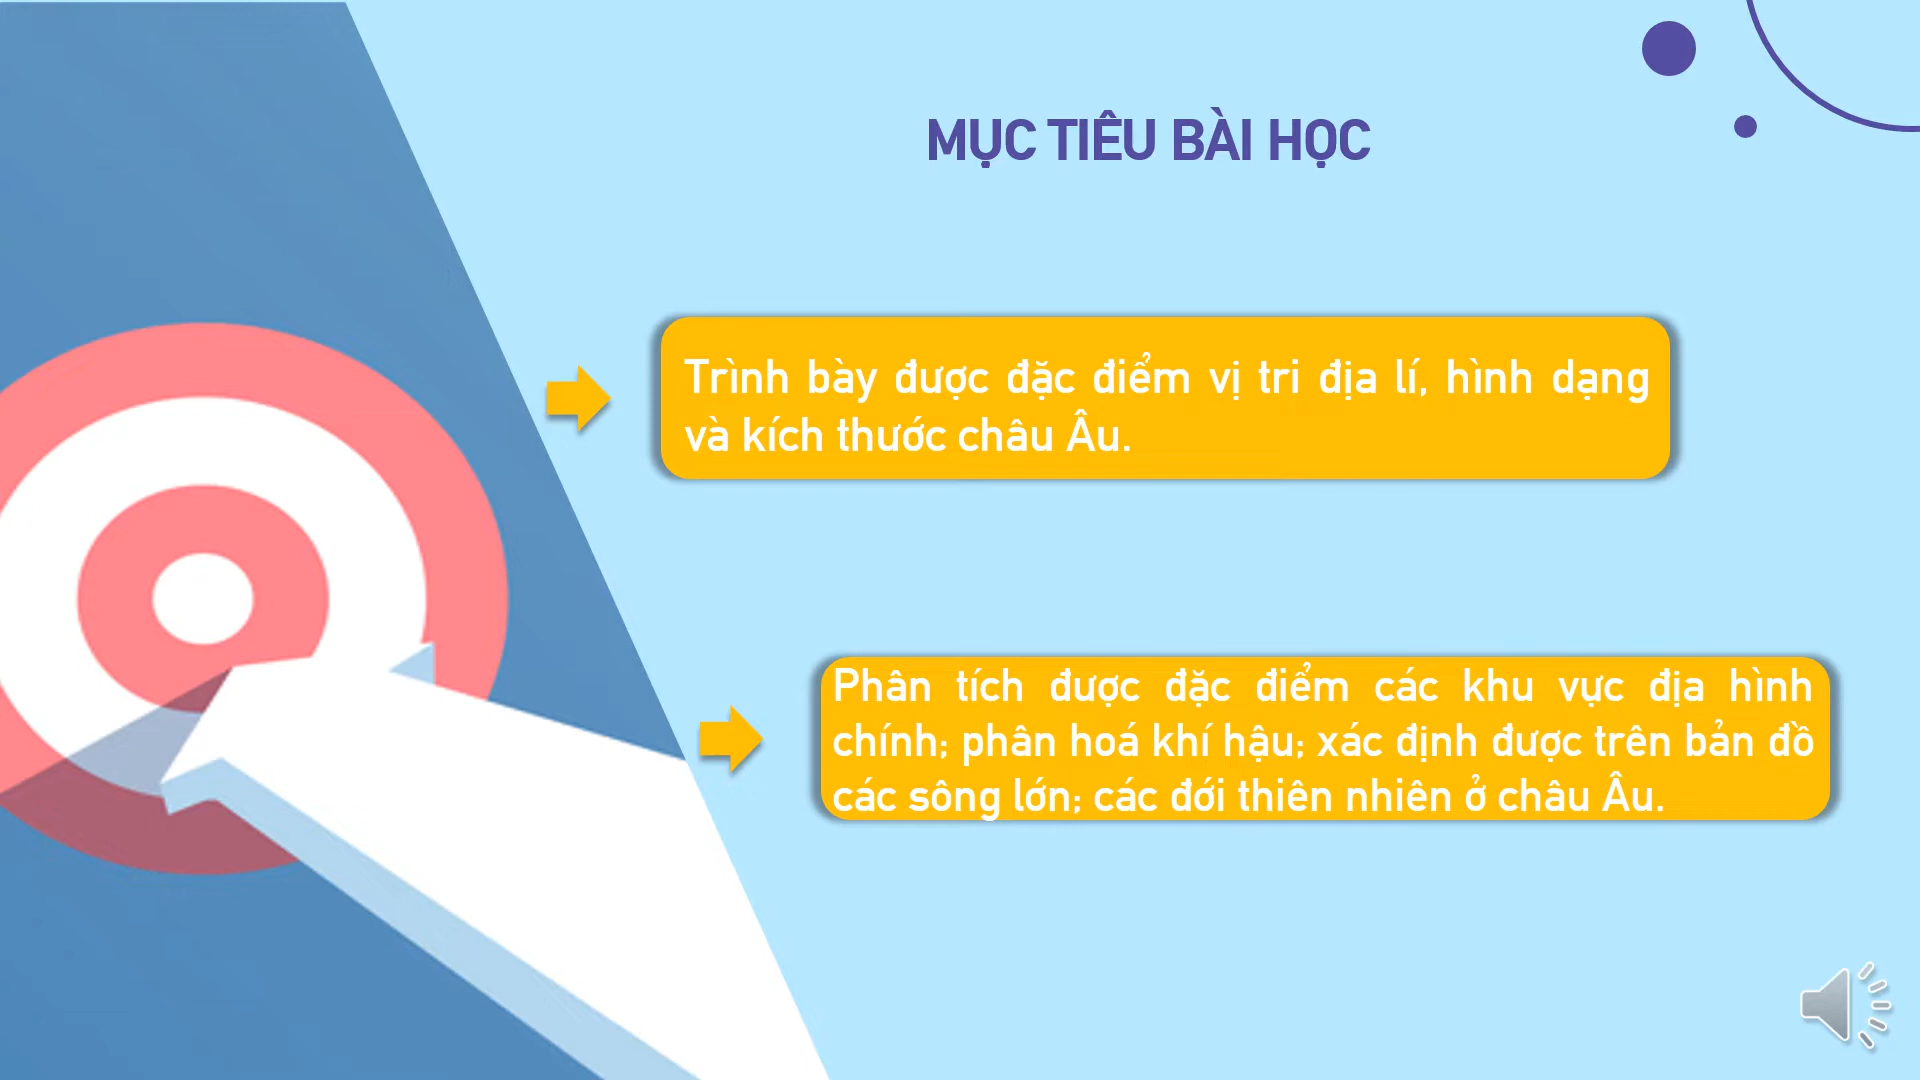 MỤC TIÊU BÀI HỌC
Trình bày được đặc điểm vị tri địa lí, hình dạng
và kích thước châu Âu.
Phân tích được đặc điểm các khu vực địa hình
chính; phân hoá khí hậu; xác định được trên bản đồ
các sông lớn; các đới thiên nhiên ở châu Âu.